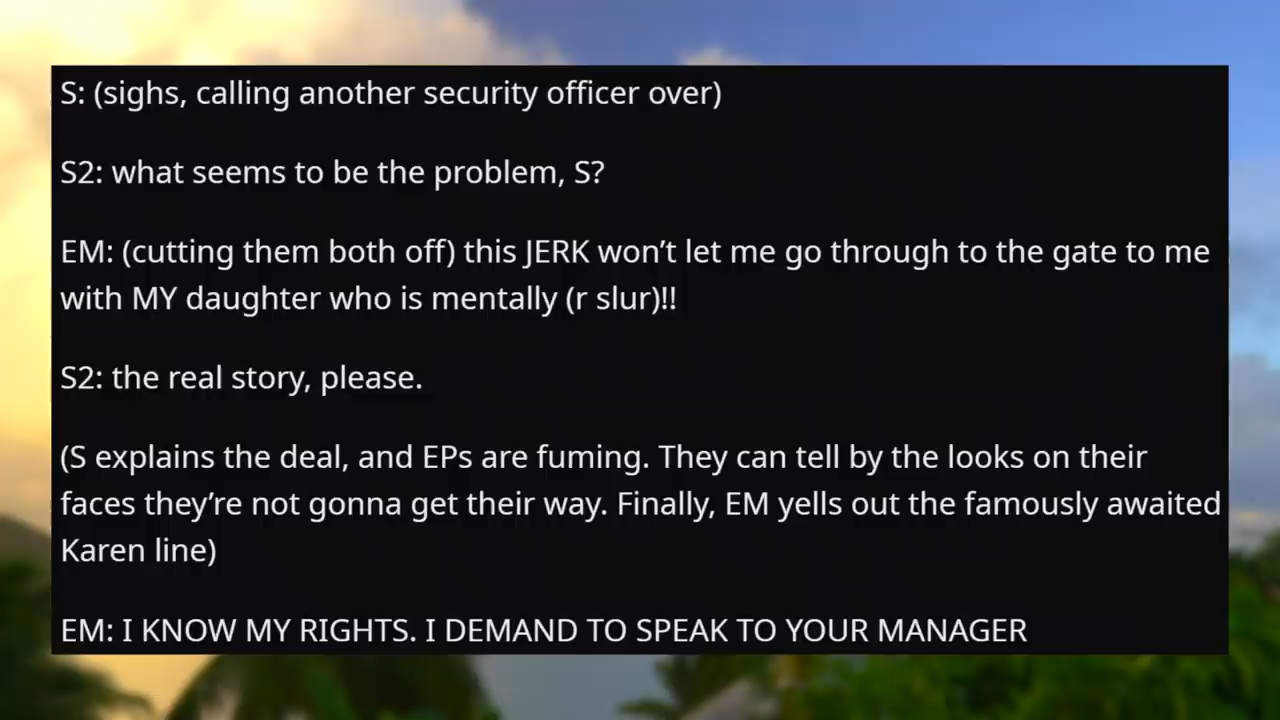 S: (sighs, calling another security officer over)
S2: what seems to be the problem, S?
EM: (cutting them both off) this JERK won’t let me go through to the gate to me
with MY daughter who is mentally (r slur)!!
S2: the real story, please.
(S explains the deal, and EPs are fuming. They can tell by the looks on their
faces they’re not gonna get their way. Finally, EM yells out the famously awaited
Karen line)
EM: I KNOW MY RIGHTS. I DEMAND TO SPEAK TO YOUR MANAGER